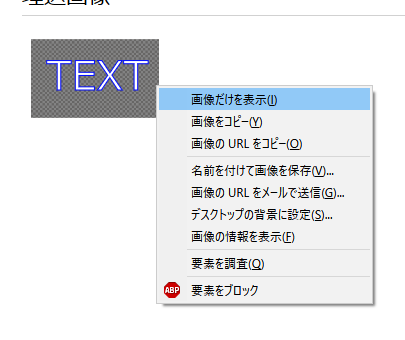 埋込画像
TEXT
画像だけを表示(I)
画像をコピー(Y)
画像の URL をコピー(O)
名前を付けて画像を保存(V)...
画像の URL をメールで送信(G)...
デスクトップの背景に設定(S)...
画像の情報を表示(F)
要素を調査(Q)
ABP 要素をブロック